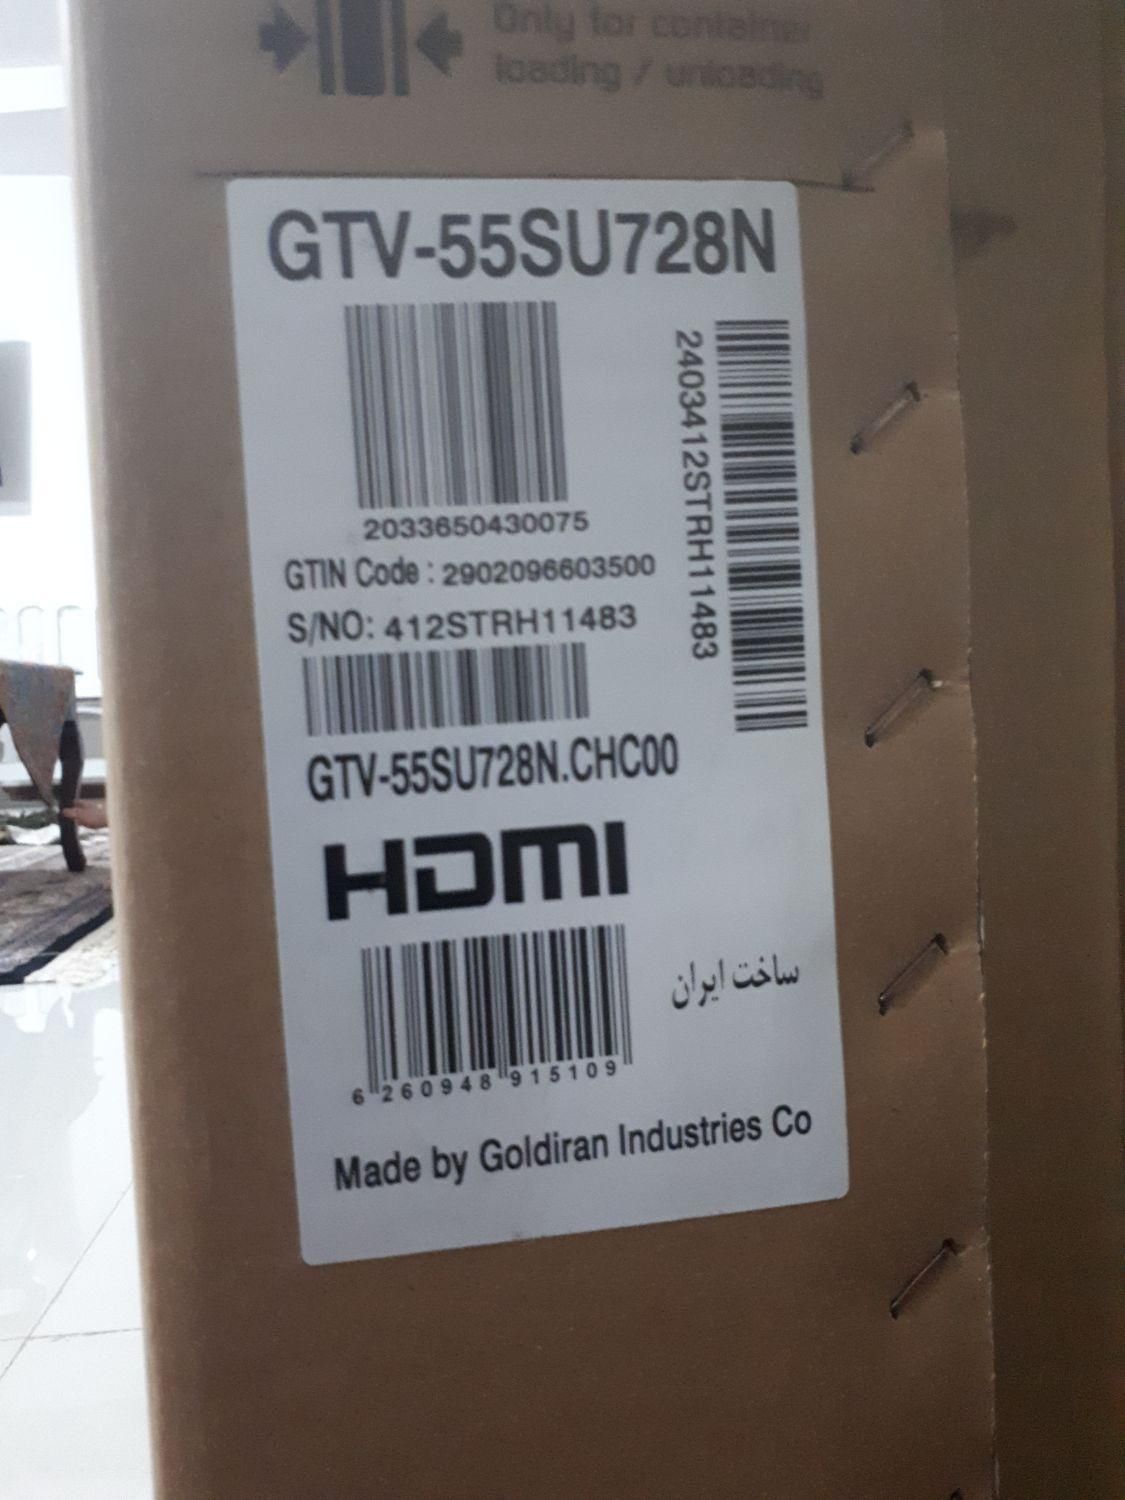 Only for container
loading / unloading
GTV-55SU728N
2033650430075
2403412STRH11483
GTIN Code : 2902096603500
S/NO: 412STRH11483
GTV-55SU728N.CHC00
HDMI
ساخت ایران
6 260948 915109
Made by Goldiran Industries Co